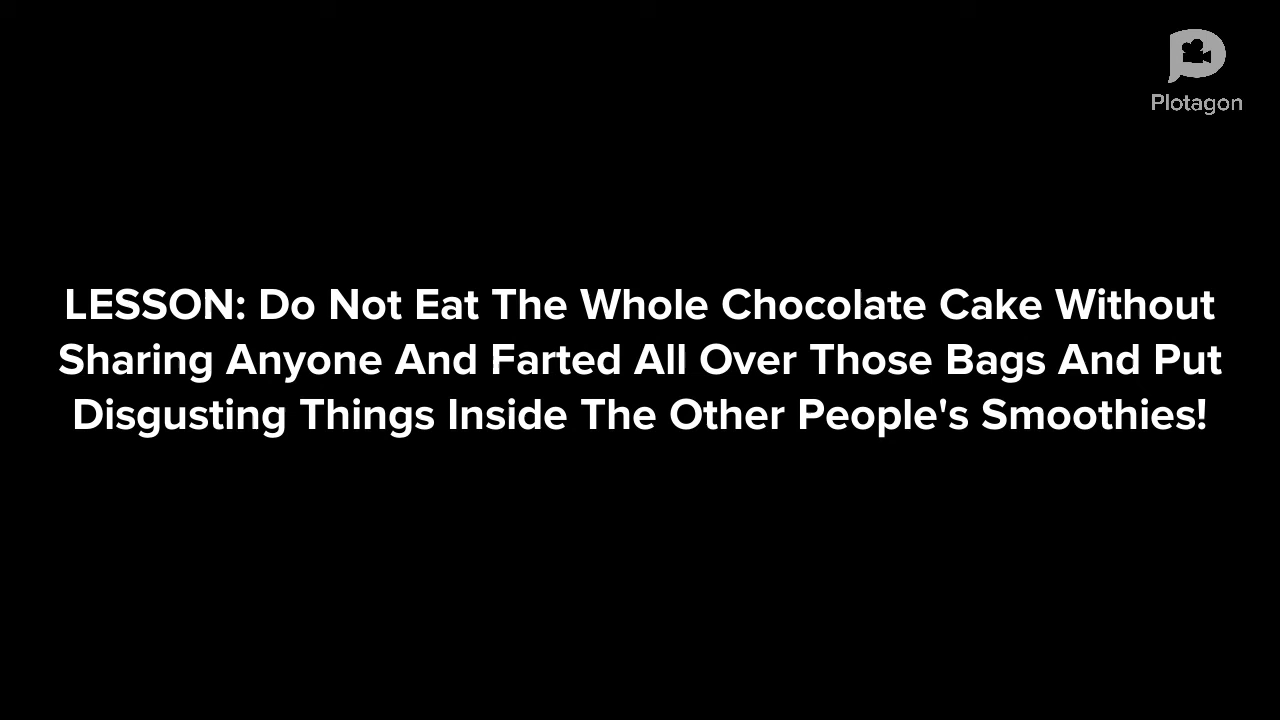 Plotagon
LESSON: Do Not Eat The Whole Chocolate Cake Without
Sharing Anyone And Farted All Over Those Bags And Put
Disgusting Things Inside The Other People's Smoothies!